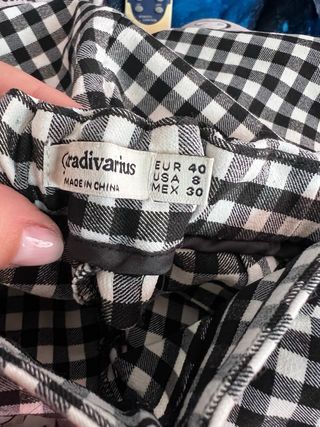 Stradivarius
MADE IN CHINA
EUR 40
USA 8
MEX 30